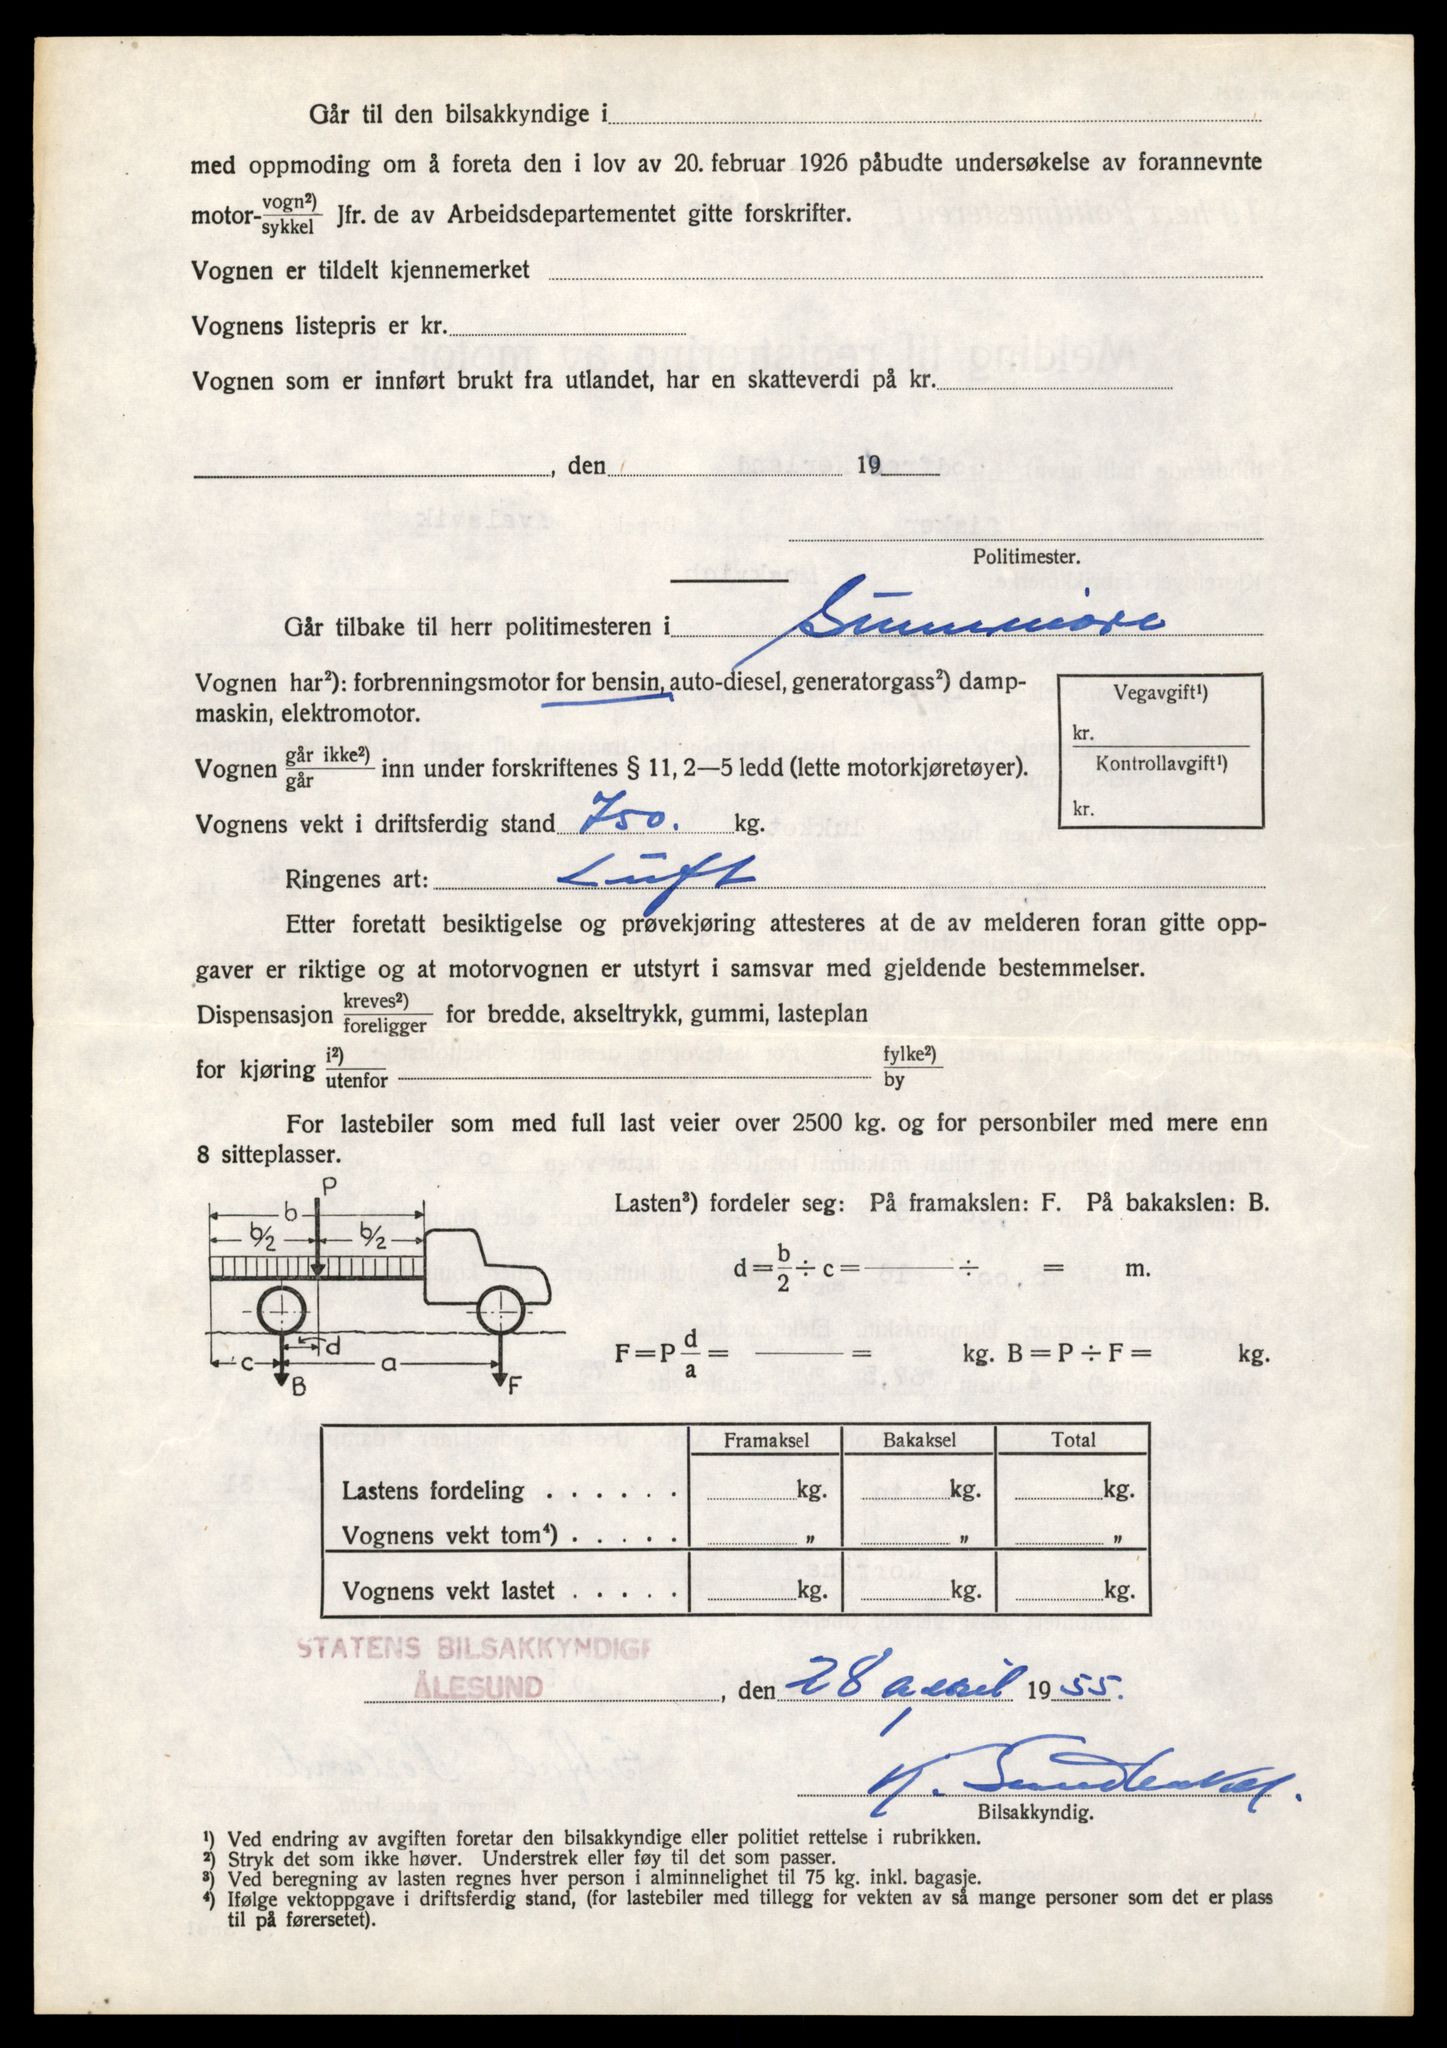 Går til den bilsakkyndige i
med oppmoding om å foreta den i lov av 20. februar 1926 påbudte undersøkelse av forannevnte
motor- vogn²) / sykkel Jfr. de av Arbeidsdepartementet gitte forskrifter.
Vognen er tildelt kjennemerket
Vognens listepris er kr.
Vognen som er innført brukt fra utlandet, har en skatteverdi på kr.
, den 19
Politimester.
Går tilbake til herr politimesteren i Sunnmøre
Vognen har²): forbrenningsmotor for bensin, auto-diesel, generatorgass²) damp-
maskin, elektromotor.
Vegavgift¹)
kr.
Kontrollavgift¹)
kr.
Vognen går ikke²) / går inn under forskriftenes § 11, 2—5 ledd (lette motorkjøretøyer).
Vognens vekt i driftsferdig stand 750. kg.
Ringenes art: Luft
Etter foretatt besiktigelse og prøvekjøring attesteres at de av melderen foran gitte opp-
gaver er riktige og at motorvognen er utstyrt i samsvar med gjeldende bestemmelser.
Dispensasjon kreves²) / foreligger for bredde, akseltrykk, gummi, lasteplan
for kjøring i²) / utenfor fylke²) / by
For lastebiler som med full last veier over 2500 kg. og for personbiler med mere enn
8 sitteplasser.
P
b
b/2 b/2
d
c a
B F
Lasten³) fordeler seg: På framakslen: F. På bakakslen: B.
d = b/2 ÷ c = ÷ = m.
F = P d/a = = kg. B = P ÷ F = kg.
Framaksel Bakaksel Total
Lastens fordeling . . . . . . kg. kg. kg.
Vognens vekt tom⁴) . . . . . „ „ „
Vognens vekt lastet . . . . . kg. kg. kg.
STATENS BILSAKKYNDIGE
ÅLESUND , den 28 april 1955.
K.
Bilsakkyndig.
¹) Ved endring av avgiften foretar den bilsakkyndige eller politiet rettelse i rubrikken.
²) Stryk det som ikke høver. Understrek eller føy til det som passer.
³) Ved beregning av lasten regnes hver person i alminnelighet til 75 kg. inkl. bagasje.
⁴) Ifølge vektoppgave i driftsferdig stand, (for lastebiler med tillegg for vekten av så mange personer som det er plass
til på førersetet).